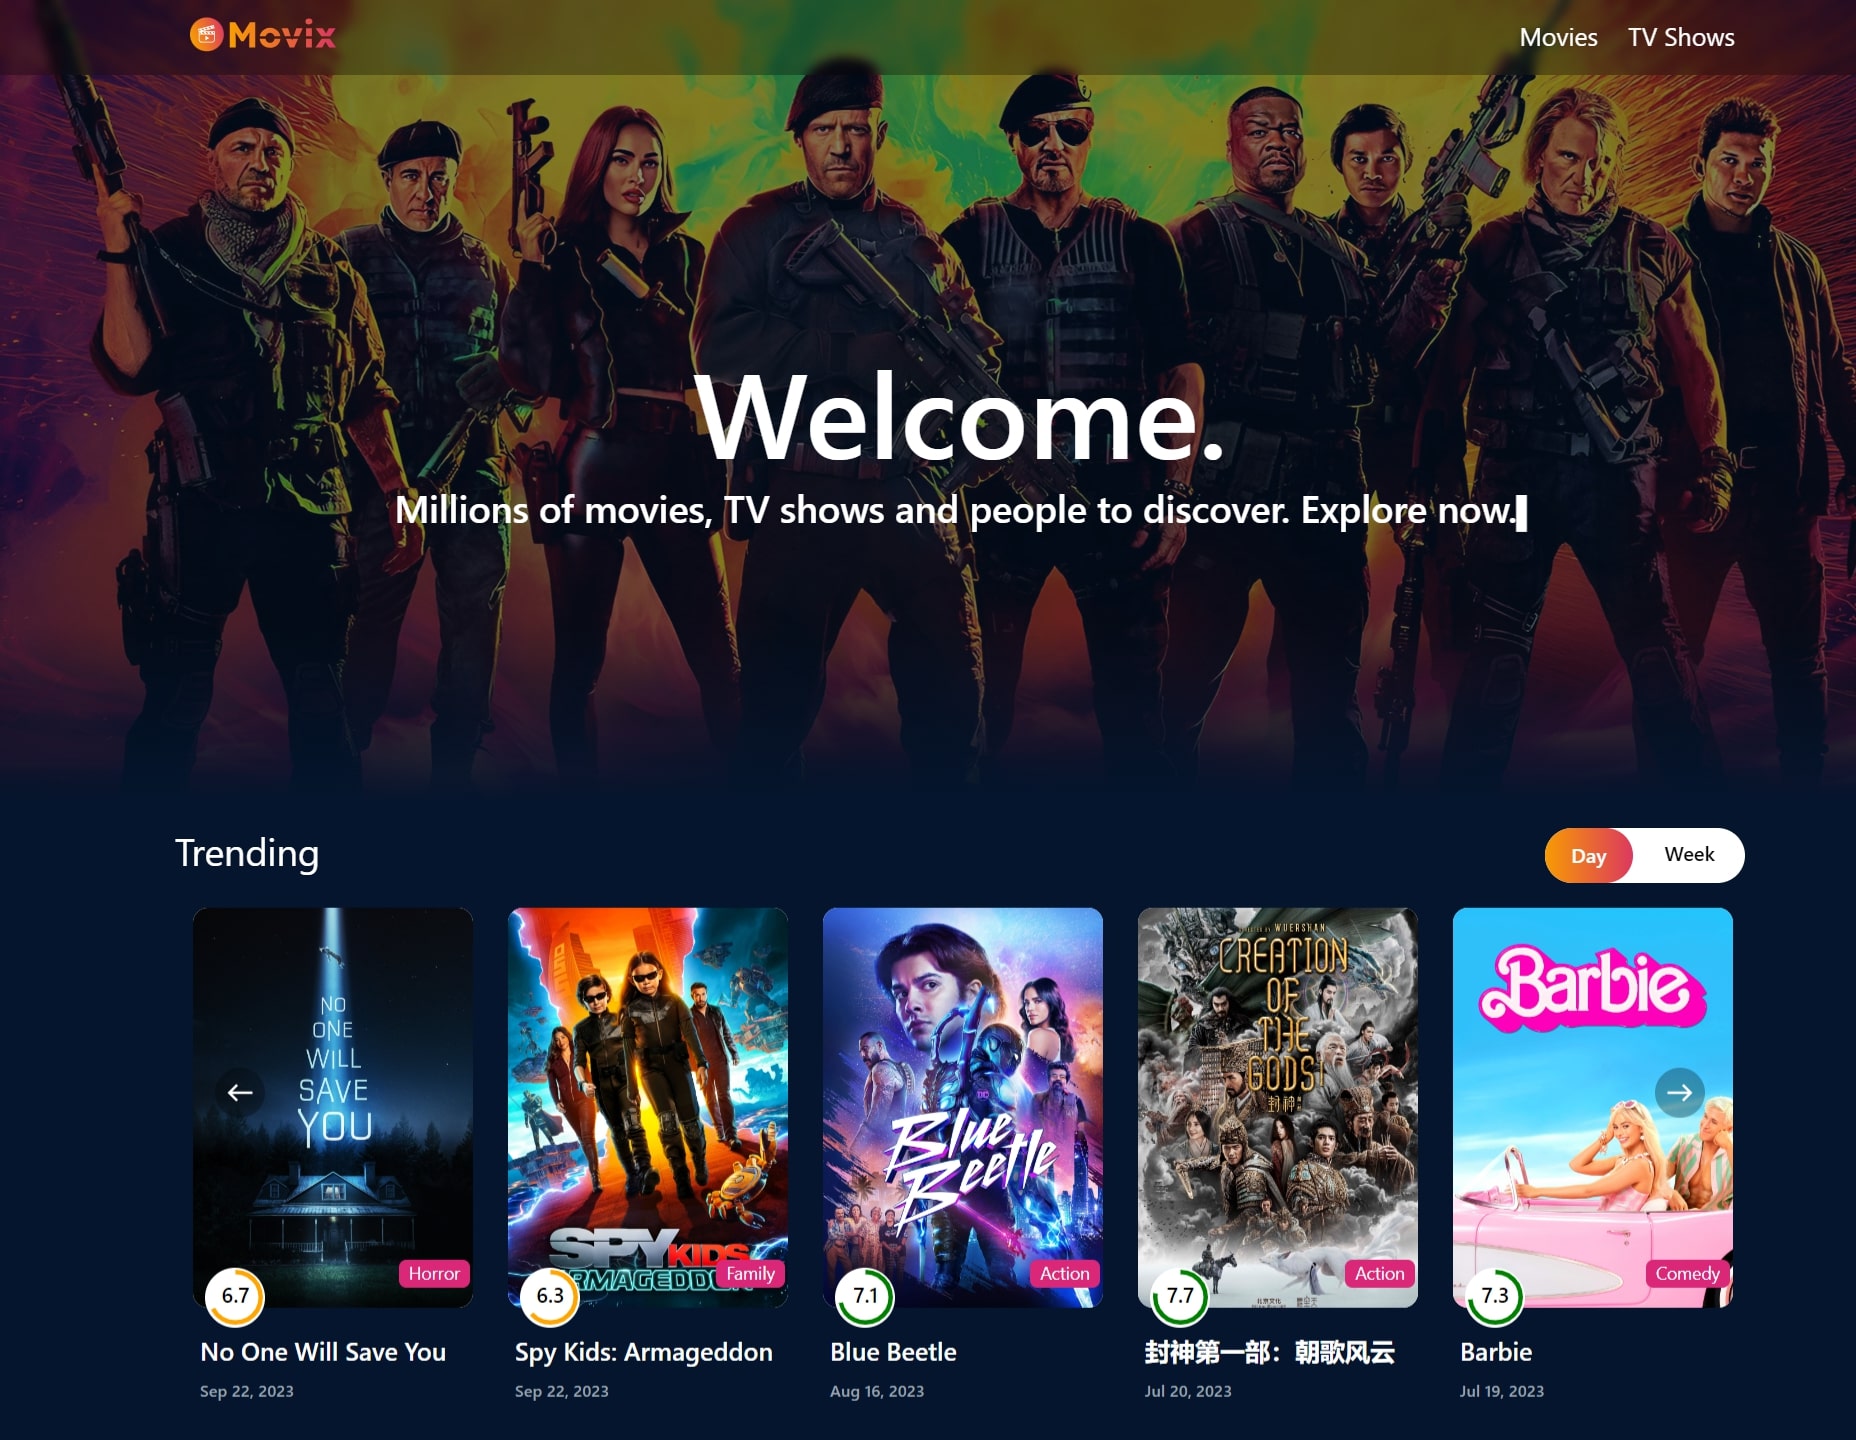 Movix
Movies TV Shows
Welcome.
Millions of movies, TV shows and people to discover. Explore now.
Trending
Day Week
NO
ONE
WILL
SAVE
YOU
Horror
6.7
No One Will Save You
Sep 22, 2023
SPY KIDS
ARMAGEDDON
Family
6.3
Spy Kids: Armageddon
Sep 22, 2023
DC
Blue
Beetle
Action
7.1
Blue Beetle
Aug 16, 2023
WUERSHAN
CREATION
OF
THE
GODS I
封神
Action
7.7
封神第一部：朝歌风云
Jul 20, 2023
Barbie
Comedy
7.3
Barbie
Jul 19, 2023